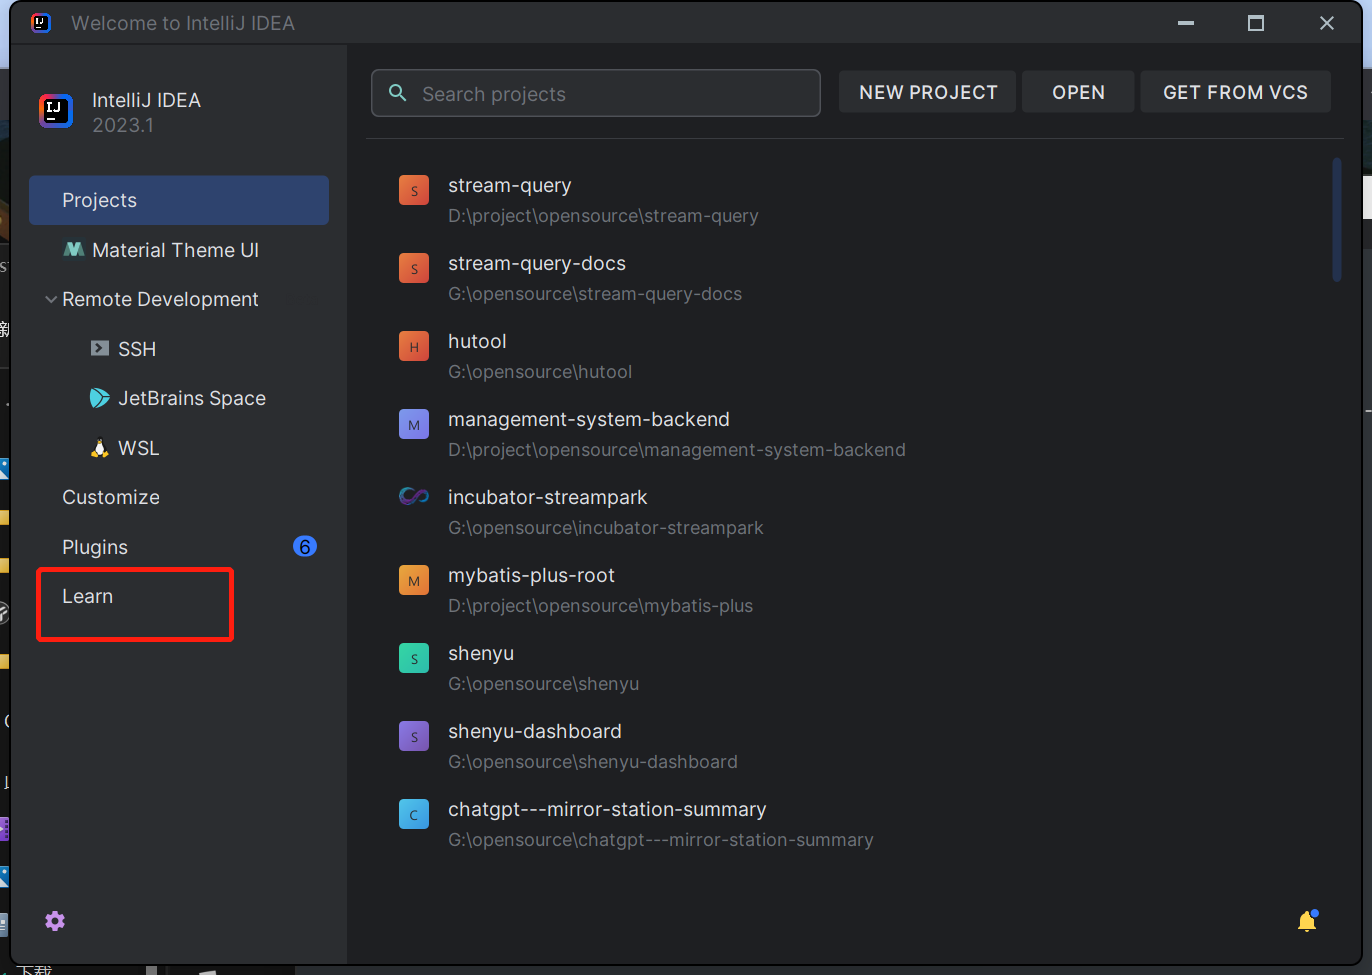 Welcome to IntelliJ IDEA
IntelliJ IDEA
2023.1
Projects
Material Theme UI
Remote Development
SSH
JetBrains Space
WSL
Customize
Plugins
6
Learn
Search projects
NEW PROJECT
OPEN
GET FROM VCS
S
stream-query
D:\project\opensource\stream-query
S
stream-query-docs
G:\opensource\stream-query-docs
H
hutool
G:\opensource\hutool
M
management-system-backend
D:\project\opensource\management-system-backend
incubator-streampark
G:\opensource\incubator-streampark
M
mybatis-plus-root
D:\project\opensource\mybatis-plus
S
shenyu
G:\opensource\shenyu
S
shenyu-dashboard
G:\opensource\shenyu-dashboard
C
chatgpt---mirror-station-summary
G:\opensource\chatgpt---mirror-station-summary
下载